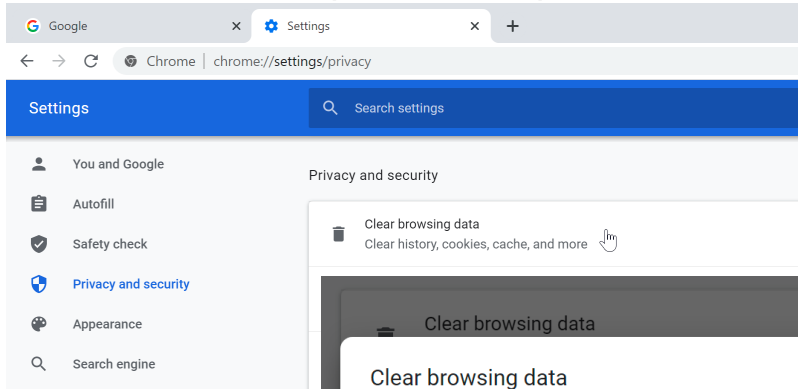 Google
Settings
Chrome | chrome://settings/privacy
Settings
Search settings
You and Google
Autofill
Safety check
Privacy and security
Appearance
Search engine
Privacy and security
Clear browsing data
Clear history, cookies, cache, and more
Clear browsing data
Clear browsing data